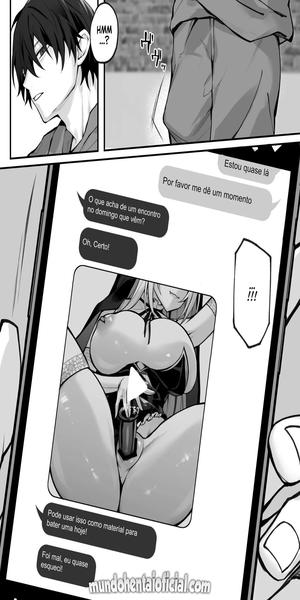 HMM
...?
Estou quase lá
Por favor me dê um momento
O que acha de um encontro
no domingo que vêm?
Oh, Certo!
!!!
Pode usar isso como material para
bater uma hoje!
Foi mal, eu quase
esqueci!
mundohentaioficial.com